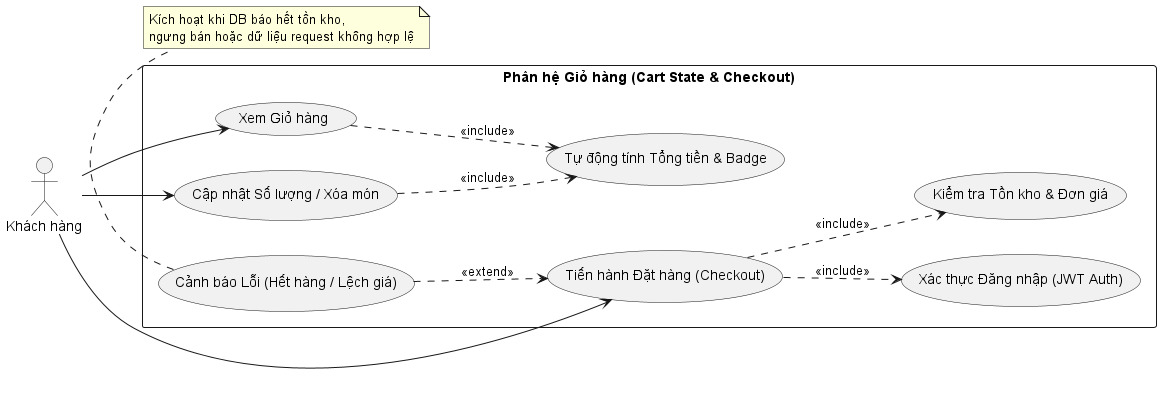 Kích hoạt khi DB báo hết tồn kho,
ngưng bán hoặc dữ liệu request không hợp lệ
Phân hệ Giỏ hàng (Cart State & Checkout)
Xem Giỏ hàng
«include»
Tự động tính Tổng tiền & Badge
Khách hàng
Cập nhật Số lượng / Xóa món
«include»
Kiểm tra Tồn kho & Đơn giá
«include»
Cảnh báo Lỗi (Hết hàng / Lệch giá)
«extend»
Tiến hành Đặt hàng (Checkout)
«include»
Xác thực Đăng nhập (JWT Auth)